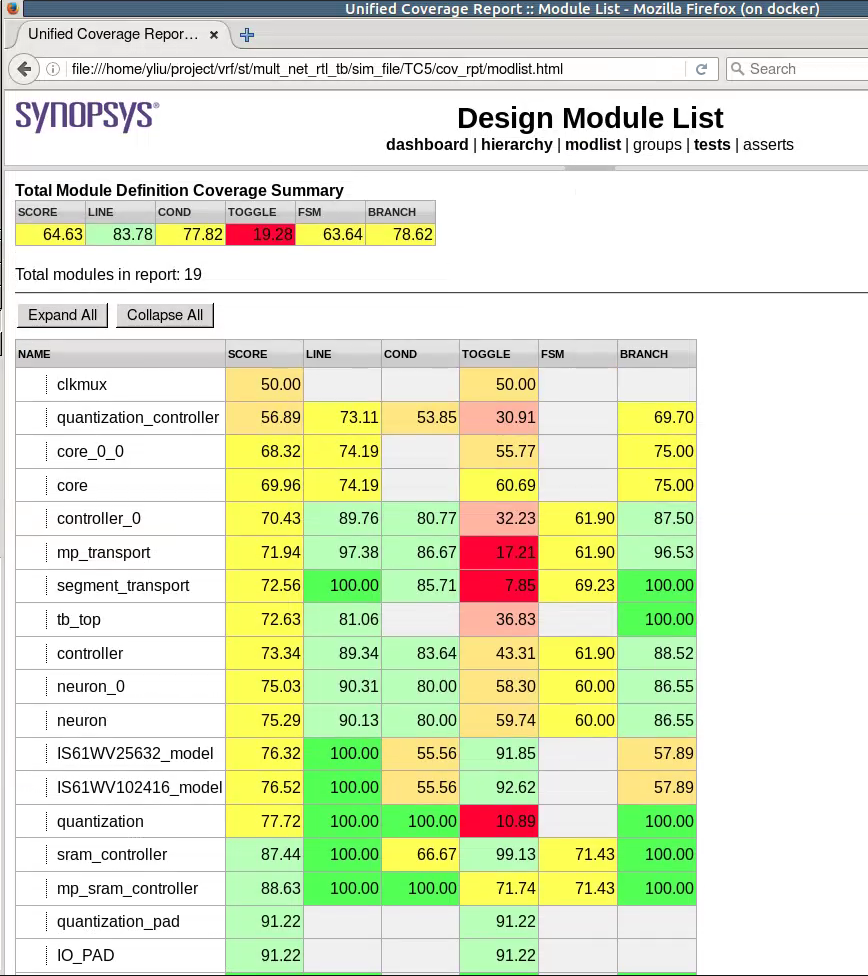 Unified Coverage Report :: Module List - Mozilla Firefox (on docker)
Unified Coverage Repor… × +
file:///home/yliu/project/vrf/st/mult_net_rtl_tb/sim_file/TC5/cov_rpt/modlist.html Search
SYNOPSYS®
Design Module List
dashboard | hierarchy | modlist | groups | tests | asserts
Total Module Definition Coverage Summary
SCORE LINE COND TOGGLE FSM BRANCH
64.63 83.78 77.82 19.28 63.64 78.62
Total modules in report: 19
Expand All Collapse All
NAME SCORE LINE COND TOGGLE FSM BRANCH
clkmux 50.00 50.00
quantization_controller 56.89 73.11 53.85 30.91 69.70
core_0_0 68.32 74.19 55.77 75.00
core 69.96 74.19 60.69 75.00
controller_0 70.43 89.76 80.77 32.23 61.90 87.50
mp_transport 71.94 97.38 86.67 17.21 61.90 96.53
segment_transport 72.56 100.00 85.71 7.85 69.23 100.00
tb_top 72.63 81.06 36.83 100.00
controller 73.34 89.34 83.64 43.31 61.90 88.52
neuron_0 75.03 90.31 80.00 58.30 60.00 86.55
neuron 75.29 90.13 80.00 59.74 60.00 86.55
IS61WV25632_model 76.32 100.00 55.56 91.85 57.89
IS61WV102416_model 76.52 100.00 55.56 92.62 57.89
quantization 77.72 100.00 100.00 10.89 100.00
sram_controller 87.44 100.00 66.67 99.13 71.43 100.00
mp_sram_controller 88.63 100.00 100.00 71.74 71.43 100.00
quantization_pad 91.22 91.22
IO_PAD 91.22 91.22